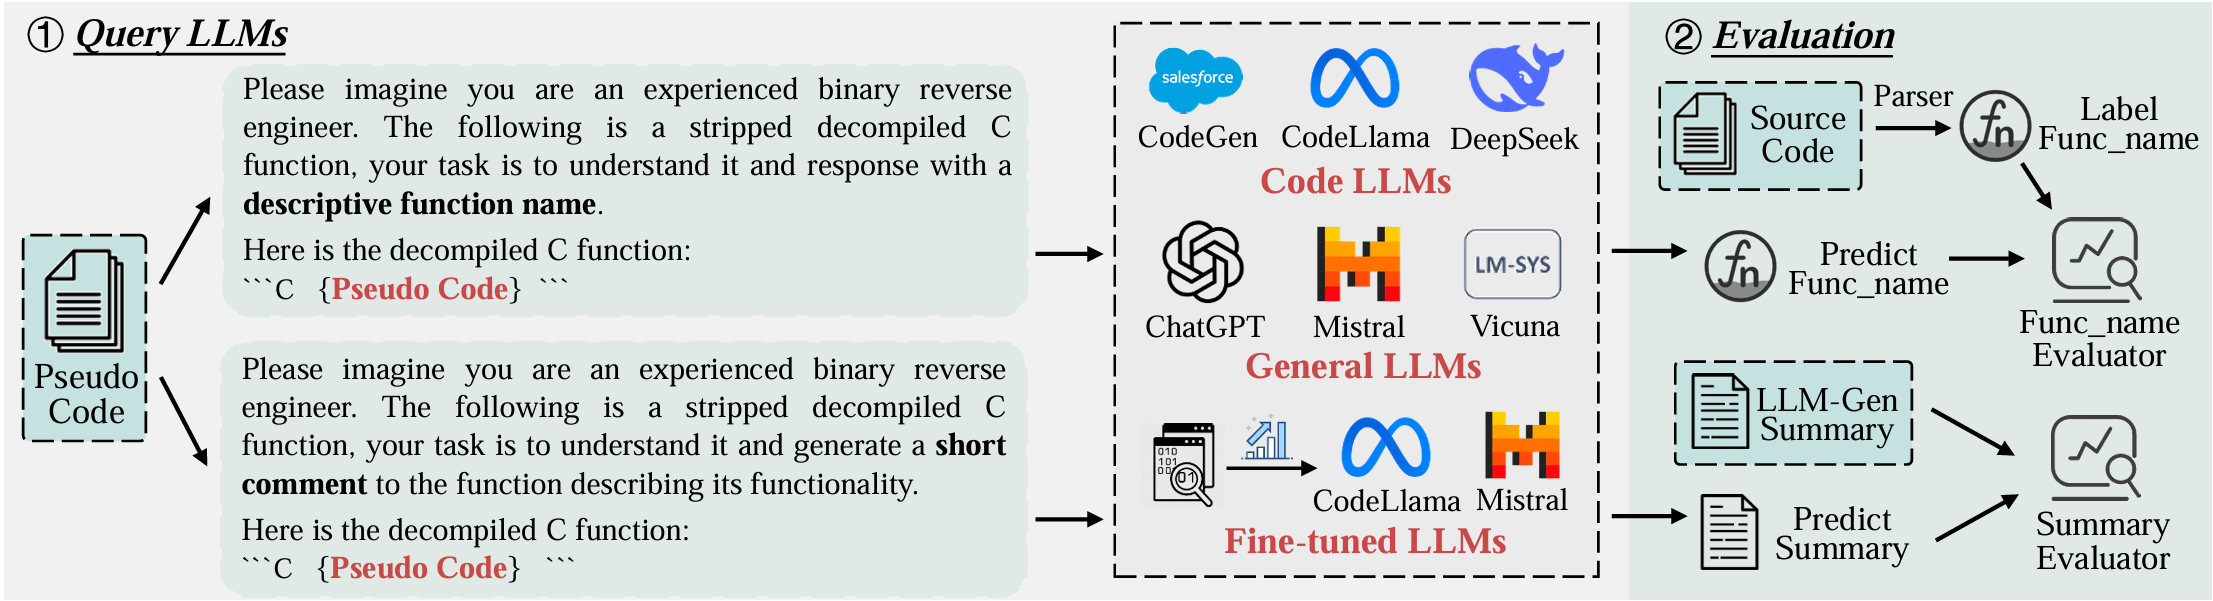 ① Query LLMs
Pseudo
Code
Please imagine you are an experienced binary reverse
engineer. The following is a stripped decompiled C
function, your task is to understand it and response with a
descriptive function name.
Here is the decompiled C function:
```C {Pseudo Code} ```
Please imagine you are an experienced binary reverse
engineer. The following is a stripped decompiled C
function, your task is to understand it and generate a short
comment to the function describing its functionality.
Here is the decompiled C function:
```C {Pseudo Code} ```
salesforce
CodeGen CodeLlama DeepSeek
Code LLMs
LM-SYS
ChatGPT Mistral Vicuna
General LLMs
010
101
00 01
CodeLlama Mistral
Fine-tuned LLMs
② Evaluation
Source
Code
Parser
fn
Label
Func_name
fn
Predict
Func_name
Func_name
Evaluator
LLM-Gen
Summary
Predict
Summary
Summary
Evaluator